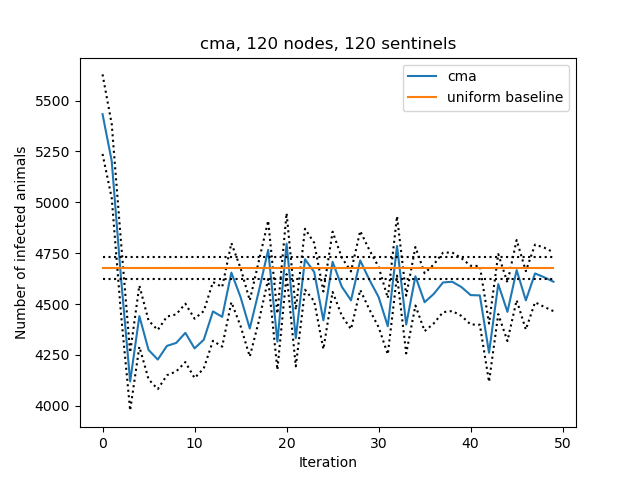 cma, 120 nodes, 120 sentinels
cma
uniform baseline
Number of infected animals
5500
5250
5000
4750
4500
4250
4000
0 10 20 30 40 50
Iteration